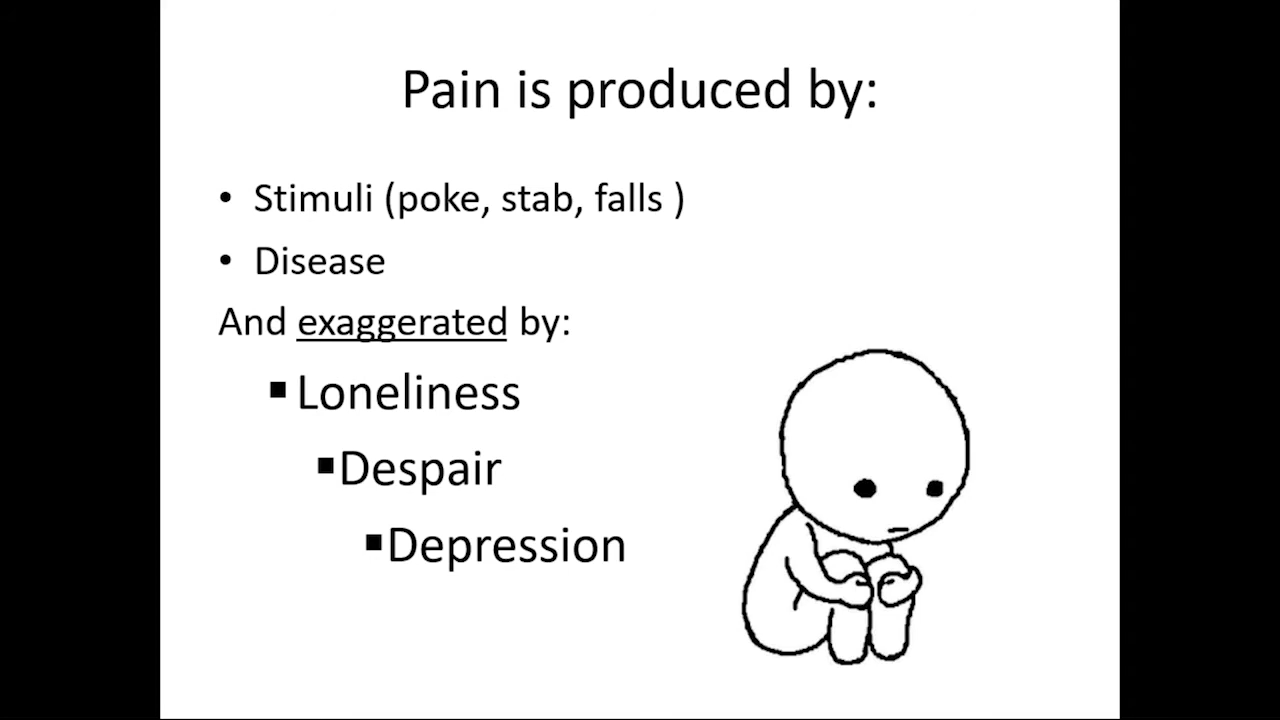 Pain is produced by:
• Stimuli (poke, stab, falls )
• Disease
And exaggerated by:
▪ Loneliness
▪Despair
▪Depression